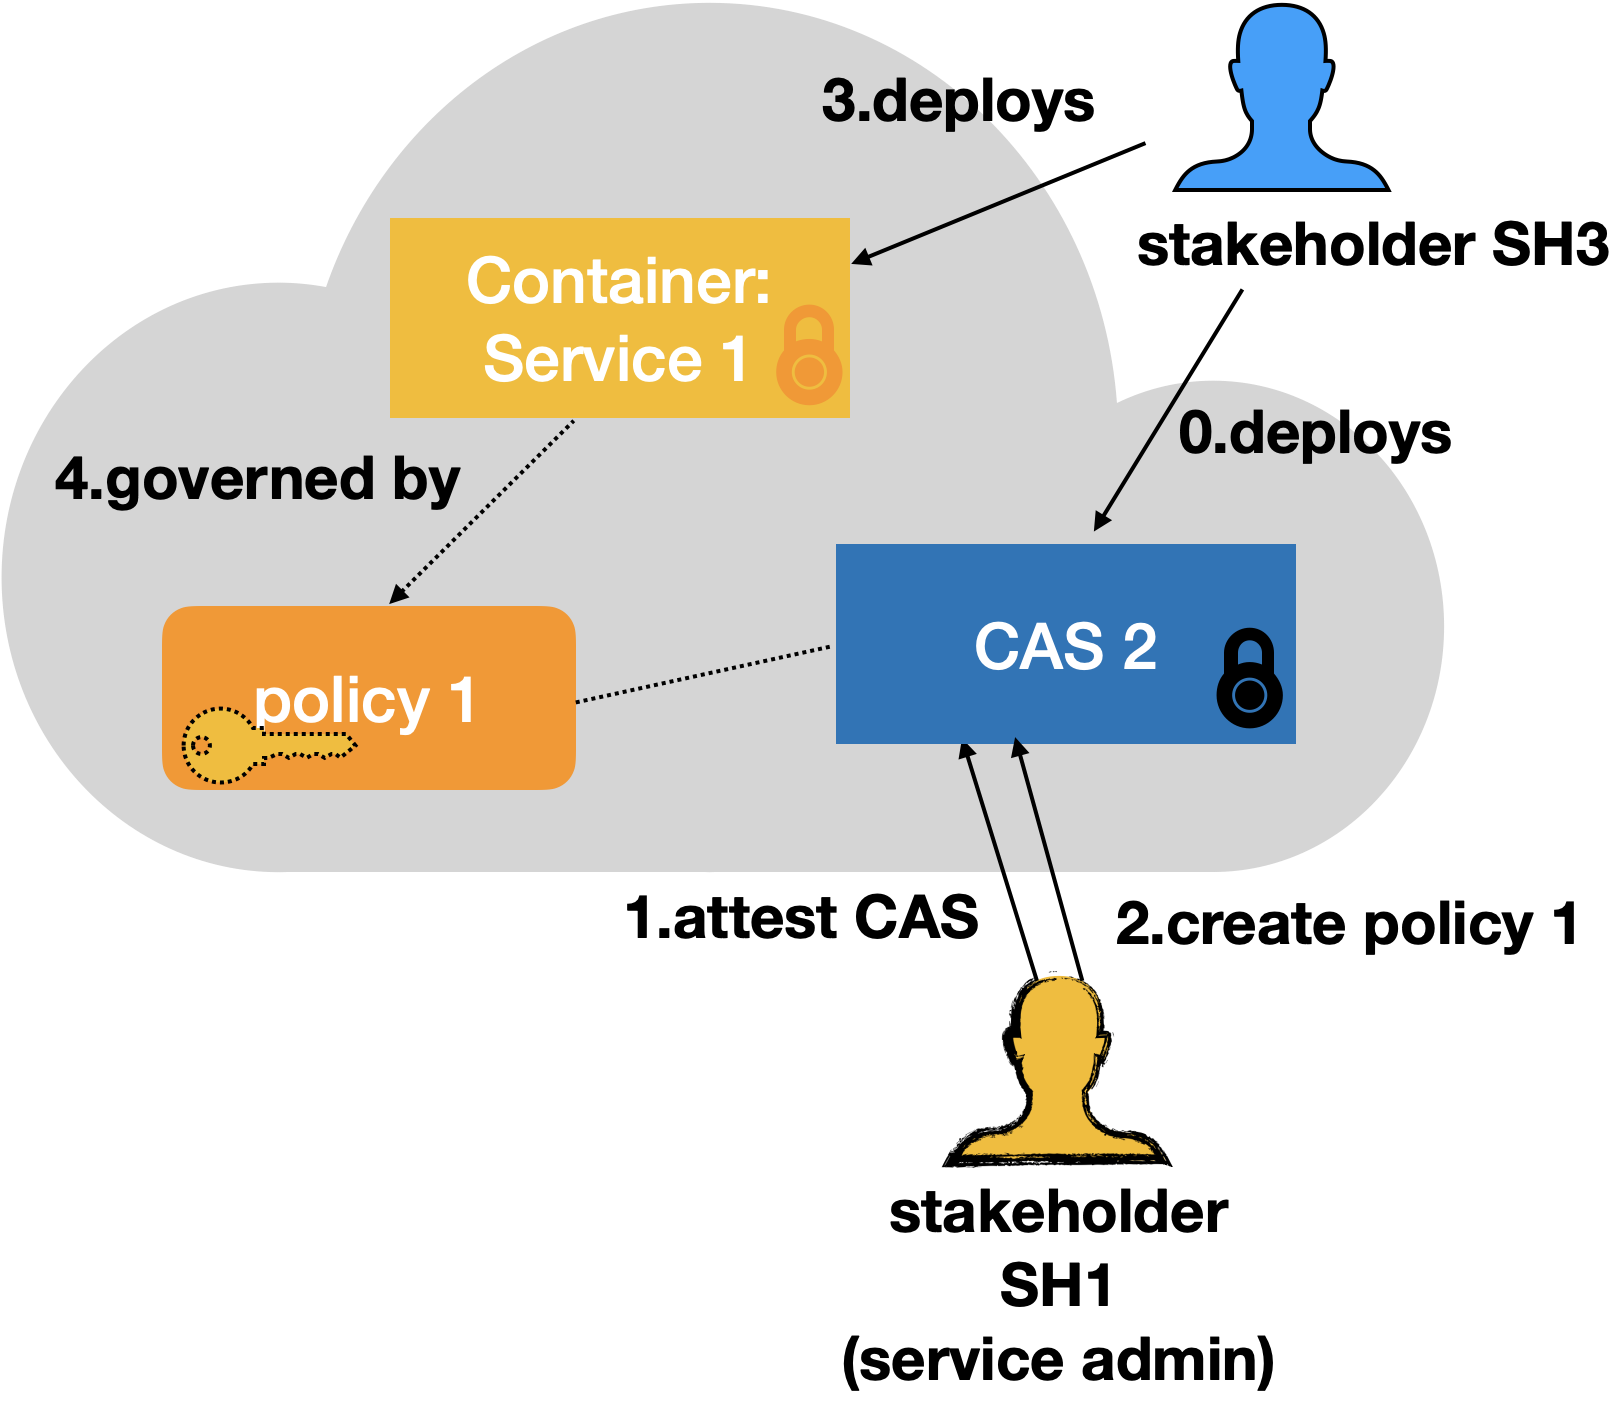 3.deploys
stakeholder SH3
Container:
Service 1
0.deploys
4.governed by
CAS 2
policy 1
1.attest CAS
2.create policy 1
stakeholder
SH1
(service admin)